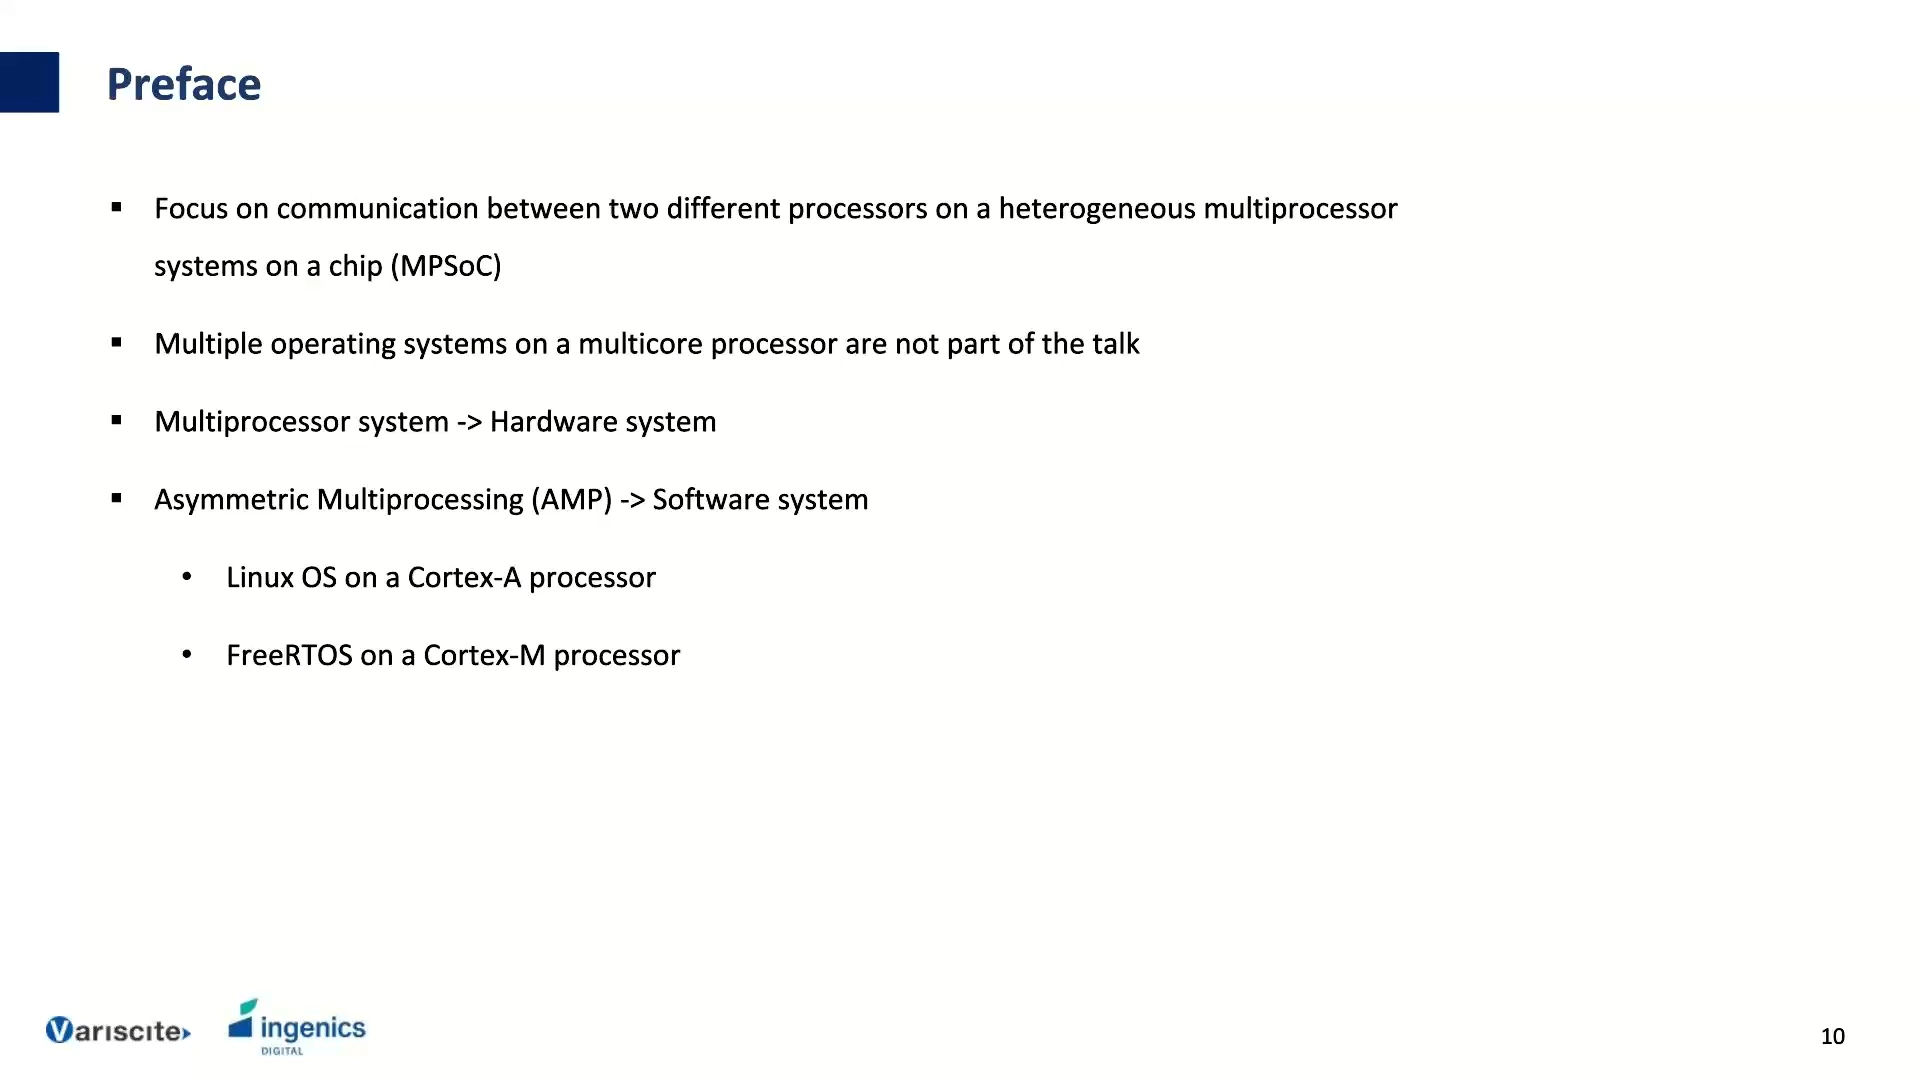 Preface
▪ Focus on communication between two different processors on a heterogeneous multiprocessor
systems on a chip (MPSoC)
▪ Multiple operating systems on a multicore processor are not part of the talk
▪ Multiprocessor system -> Hardware system
▪ Asymmetric Multiprocessing (AMP) -> Software system
• Linux OS on a Cortex-A processor
• FreeRTOS on a Cortex-M processor
Variscite
ingenics
DIGITAL
10